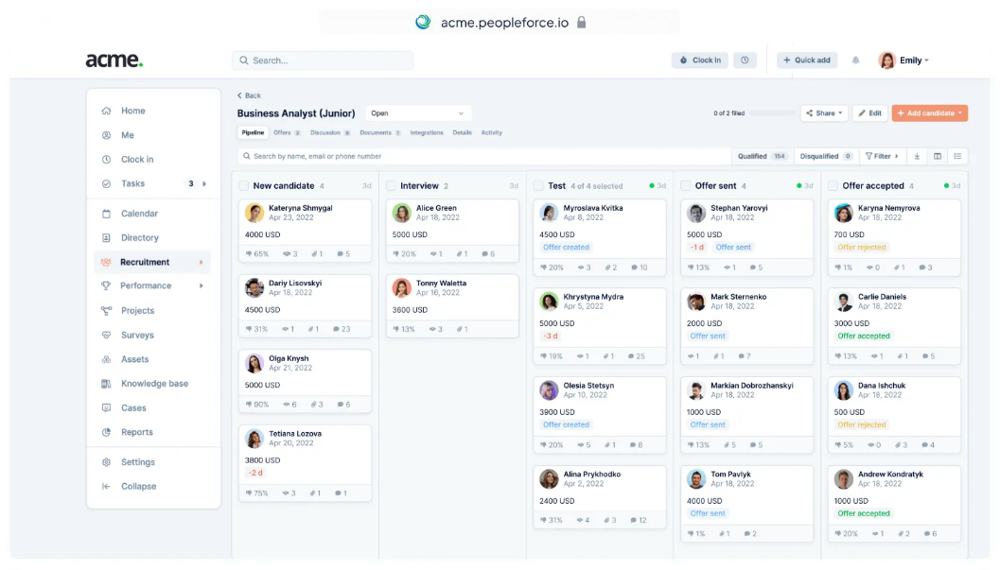 acme.peopleforce.io
acme.
Search...
Clock in
Quick add
Emily
Home
Me
Clock in
Tasks 3
Calendar
Directory
Recruitment
Performance
Projects
Surveys
Assets
Knowledge base
Cases
Reports
Settings
Collapse
Back
Business Analyst (Junior) Open
0 of 2 filled Share Edit + Add candidate
Pipeline Offers 2 Discussion Documents 1 Integrations Details Activity
Search by name, email or phone number
Qualified 154 Disqualified 0 Filter
New candidate 4 3d
Kateryna Shmygal
Apr 23, 2022
4000 USD
65% 3 1 5
Dariy Lisovskyi
Apr 18, 2022
4500 USD
31% 1 1 23
Olga Knysh
Apr 21, 2022
5000 USD
90% 6 3 6
Tetiana Lozova
Apr 20, 2022
3800 USD
-2 d
75% 3 1 1
Interview 2 3d
Alice Green
Apr 18, 2022
5000 USD
20% 1 1 6
Tonny Waletta
Apr 16, 2022
3600 USD
13% 3 1
Test 4 of 4 selected 3d
Myroslava Kvitka
Apr 8, 2022
4500 USD
Offer created
20% 3 2 10
Khrystyna Mydra
Apr 5, 2022
5000 USD
-3 d
19% 1 1 25
Olesia Stetsyn
Apr 10, 2022
3900 USD
Offer created
20% 5 1 8
Alina Prykhodko
Apr 2, 2022
2400 USD
31% 4 3 12
Offer sent 4 3d
Stephan Yarovyi
Apr 18, 2022
5000 USD
-1 d Offer sent
13% 1 5
Mark Sternenko
Apr 18, 2022
2000 USD
Offer sent
1 1 7
Markian Dobrozhanskyi
Apr 18, 2022
1000 USD
Offer sent
13% 5 5
Tom Pavlyk
Apr 18, 2022
4000 USD
Offer sent
1% 1 2
Offer accepted 4 3d
Karyna Nemyrova
Apr 18, 2022
700 USD
Offer rejected
1% 0 1 3
Carlie Daniels
Apr 18, 2022
3000 USD
Offer accepted
13% 1 1 5
Dana Ishchuk
Apr 18, 2022
500 USD
Offer rejected
5% 0 3 4
Andrew Kondratyk
Apr 18, 2022
1000 USD
Offer accepted
20% 1 2 6